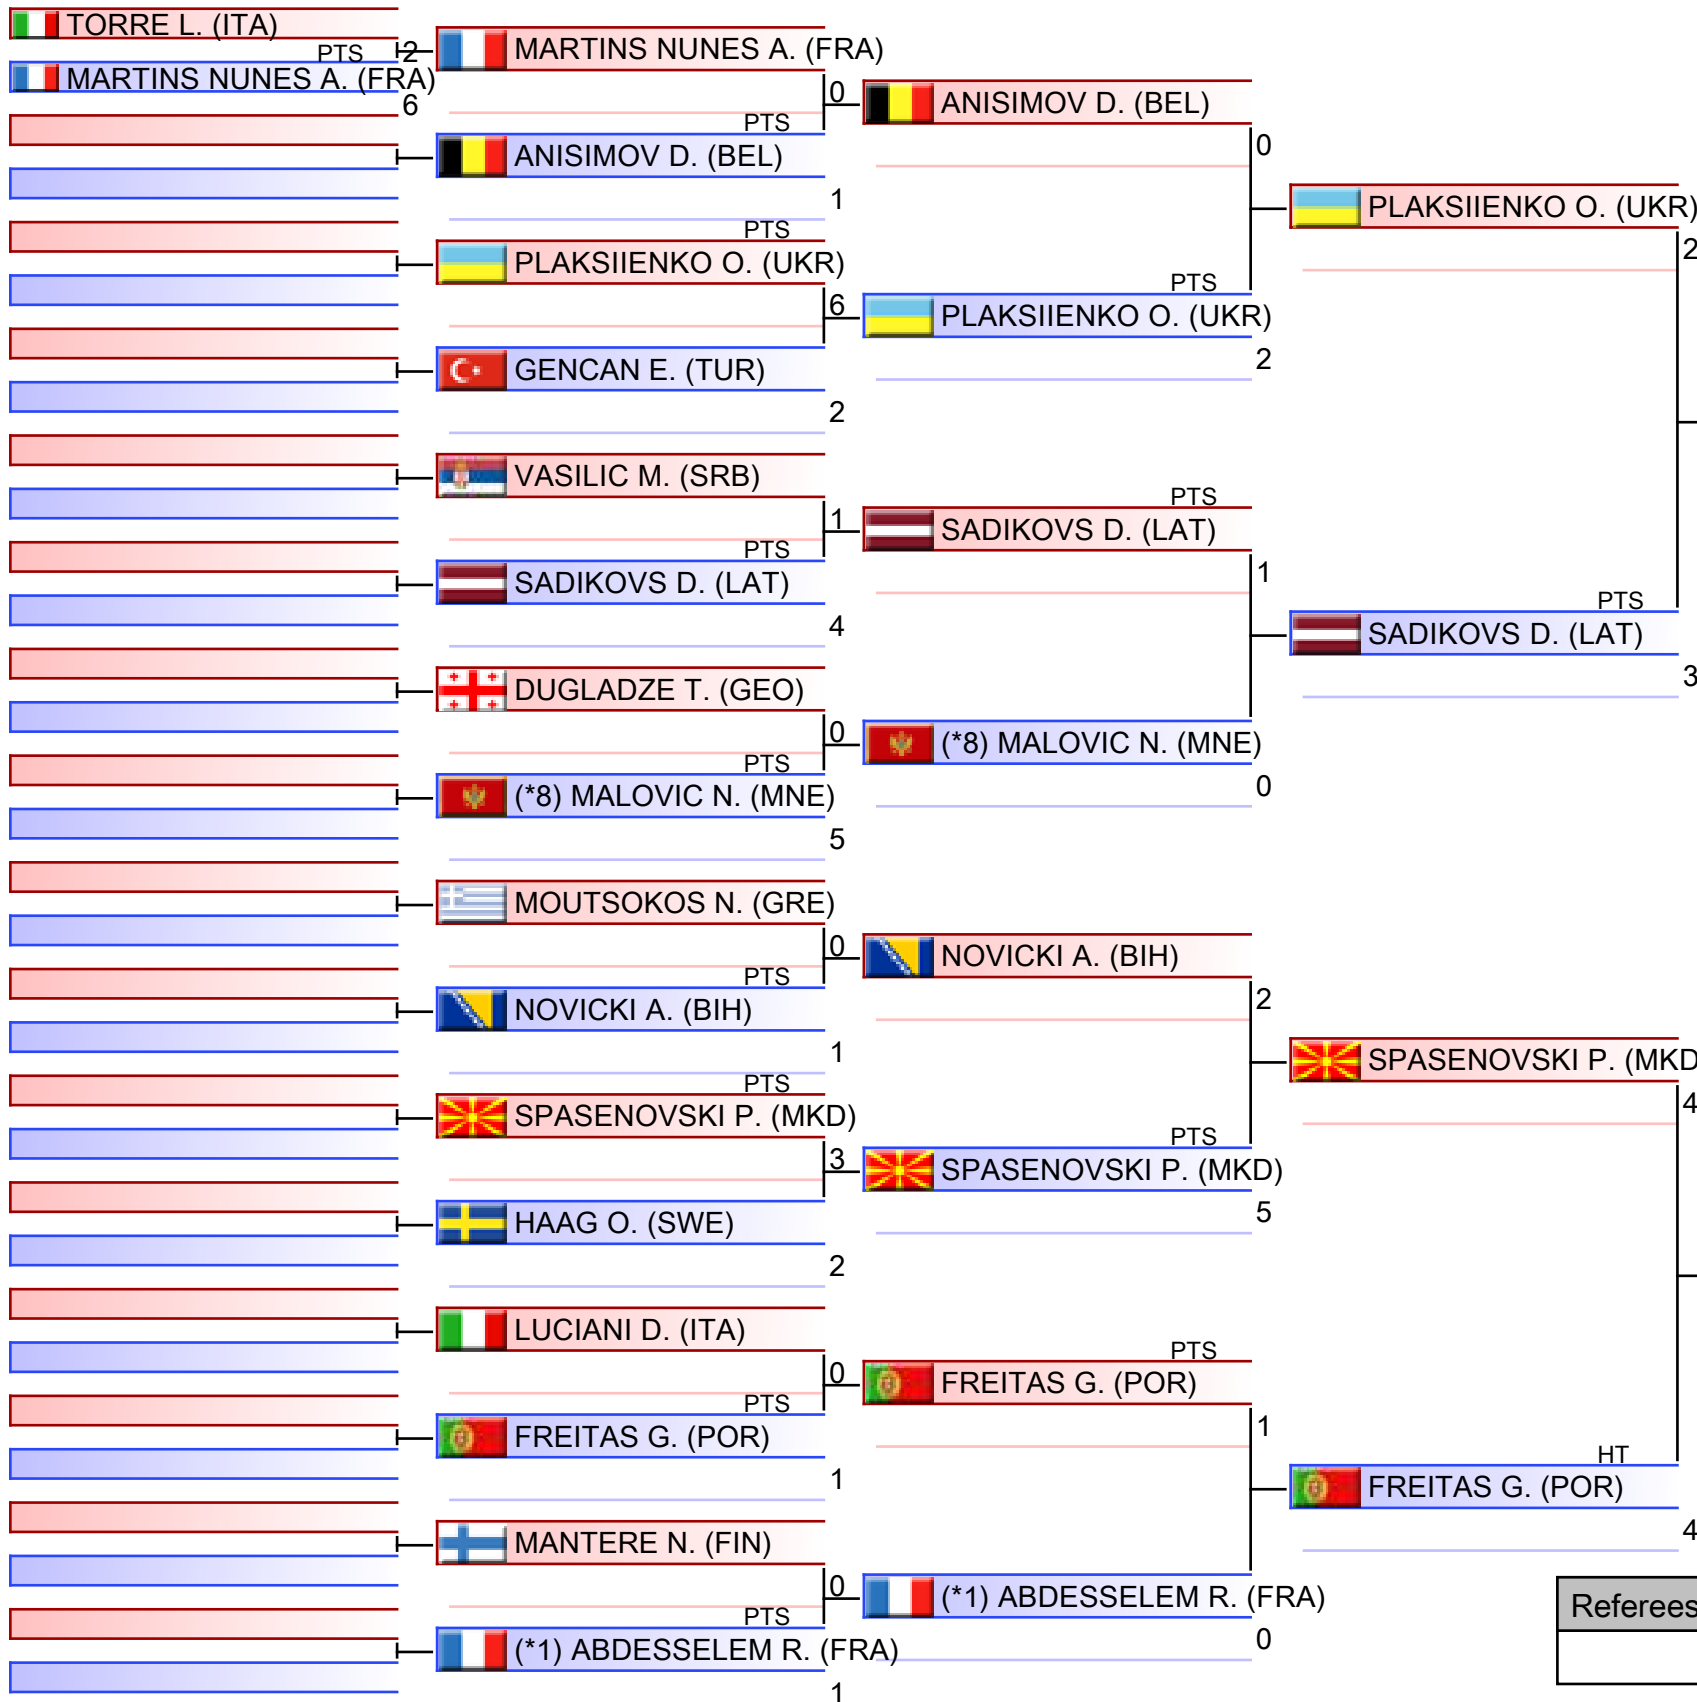 TORRE L. (ITA)
PTS
2
MARTINS NUNES A. (FRA)
6
MARTINS NUNES A. (FRA)
0
PTS
ANISIMOV D. (BEL)
1
PTS
PLAKSIIENKO O. (UKR)
6
GENCAN E. (TUR)
2
VASILIC M. (SRB)
1
PTS
SADIKOVS D. (LAT)
4
DUGLADZE T. (GEO)
0
PTS
(*8) MALOVIC N. (MNE)
5
MOUTSOKOS N. (GRE)
0
PTS
NOVICKI A. (BIH)
1
PTS
SPASENOVSKI P. (MKD)
3
HAAG O. (SWE)
2
LUCIANI D. (ITA)
0
PTS
FREITAS G. (POR)
1
MANTERE N. (FIN)
0
PTS
(*1) ABDESSELEM R. (FRA)
1
ANISIMOV D. (BEL)
0
PTS
PLAKSIIENKO O. (UKR)
2
PTS
SADIKOVS D. (LAT)
1
(*8) MALOVIC N. (MNE)
0
NOVICKI A. (BIH)
2
PTS
SPASENOVSKI P. (MKD)
5
PTS
FREITAS G. (POR)
1
(*1) ABDESSELEM R. (FRA)
0
PLAKSIIENKO O. (UKR)
2
PTS
SADIKOVS D. (LAT)
3
SPASENOVSKI P. (MKD
4
HT
FREITAS G. (POR)
4
Referees